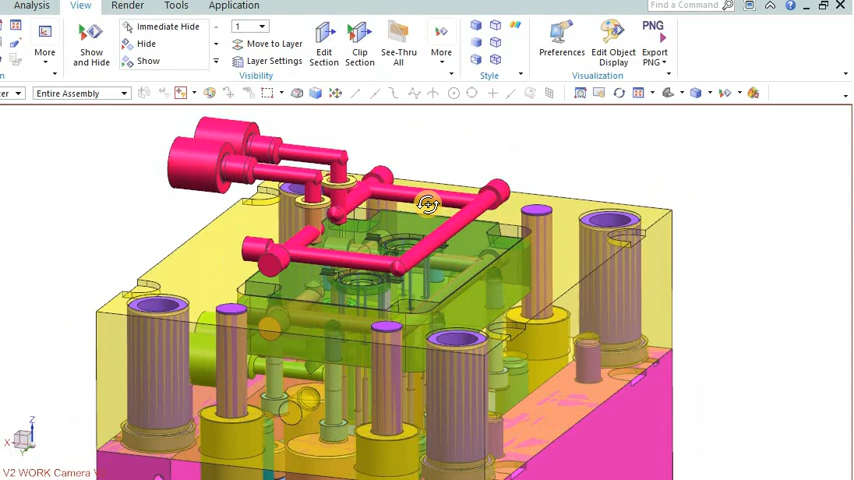 Analysis View Render Tools Application
Find a Command
More
Show and Hide
Immediate Hide
Hide
Show
1
Move to Layer
Layer Settings
Visibility
Edit Section
Clip Section
See-Thru All
More
Style
Preferences
Edit Object Display
PNG
Export PNG
Visualization
Entire Assembly
Z
X
V2 WORK Camera